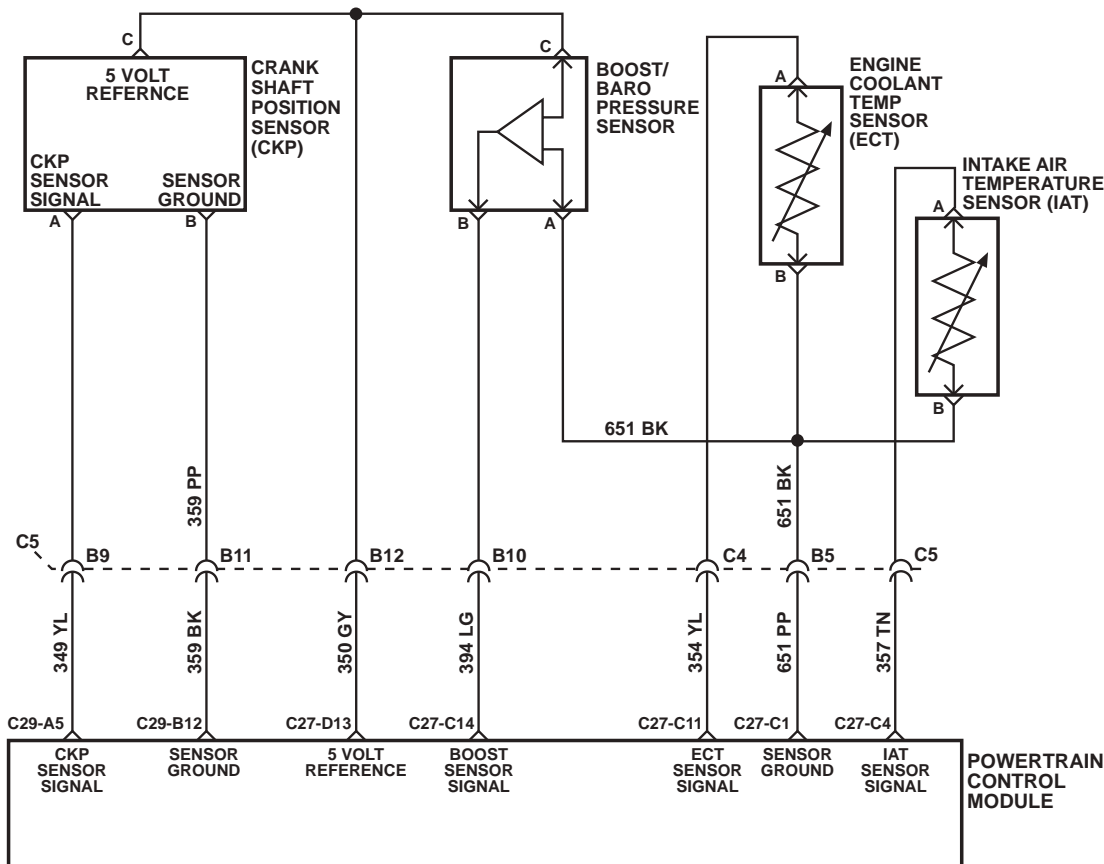 C
5 VOLT
REFERNCE
CKP
SENSOR
SIGNAL
SENSOR
GROUND
A
B
CRANK
SHAFT
POSITION
SENSOR
(CKP)
C
B
A
BOOST/
BARO
PRESSURE
SENSOR
A
B
ENGINE
COOLANT
TEMP
SENSOR
(ECT)
INTAKE AIR
TEMPERATURE
SENSOR (IAT)
A
B
651 BK
359 PP
651 BK
C5
B9
B11
B12
B10
C4
B5
C5
349 YL
359 BK
350 GY
394 LG
354 YL
651 PP
357 TN
C29-A5
C29-B12
C27-D13
C27-C14
C27-C11
C27-C1
C27-C4
CKP
SENSOR
SIGNAL
SENSOR
GROUND
5 VOLT
REFERENCE
BOOST
SENSOR
SIGNAL
ECT
SENSOR
SIGNAL
SENSOR
GROUND
IAT
SENSOR
SIGNAL
POWERTRAIN
CONTROL
MODULE